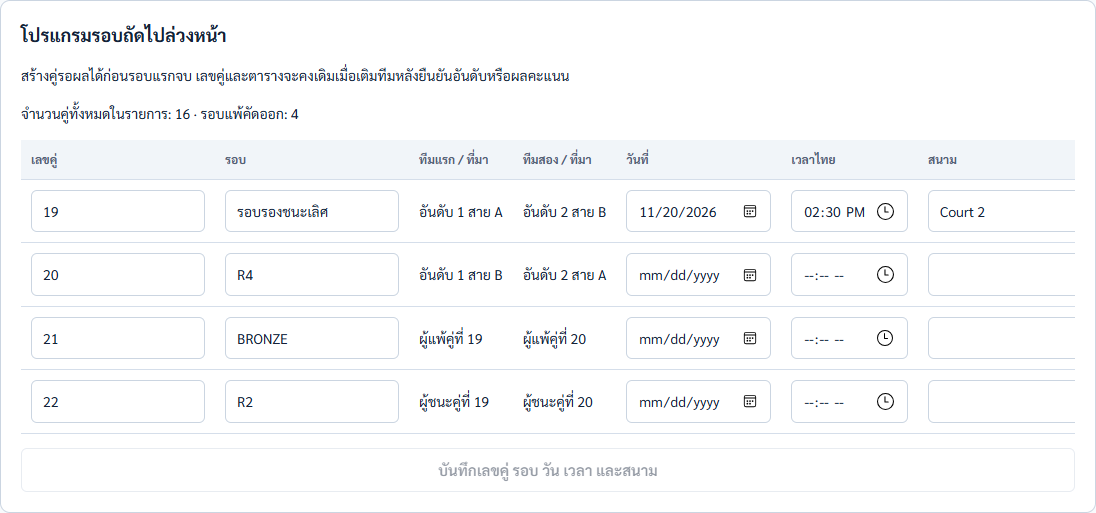 โปรแกรมรอบถัดไปล่วงหน้า
สร้างคู่รอผลได้ก่อนรอบแรกจบ เลขคู่และตารางจะคงเดิมเมื่อเติมทีมหลังยืนยันอันดับหรือผลคะแนน
จำนวนคู่ทั้งหมดในรายการ: 16 · รอบแพ้คัดออก: 4
เลขคู่ รอบ ทีมแรก / ที่มา ทีมสอง / ที่มา วันที่ เวลาไทย สนาม
19 รอบรองชนะเลิศ อันดับ 1 สาย A อันดับ 2 สาย B 11/20/2026 02:30 PM Court 2
20 R4 อันดับ 1 สาย B อันดับ 2 สาย A mm/dd/yyyy --:-- --
21 BRONZE ผู้แพ้คู่ที่ 19 ผู้แพ้คู่ที่ 20 mm/dd/yyyy --:-- --
22 R2 ผู้ชนะคู่ที่ 19 ผู้ชนะคู่ที่ 20 mm/dd/yyyy --:-- --
บันทึกเลขคู่ รอบ วัน เวลา และสนาม